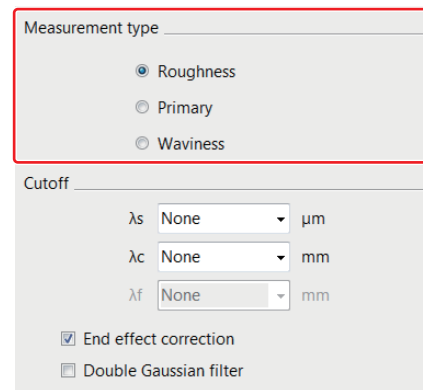 Measurement type
Roughness
Primary
Waviness
Cutoff
λs None μm
λc None mm
λf None mm
End effect correction
Double Gaussian filter